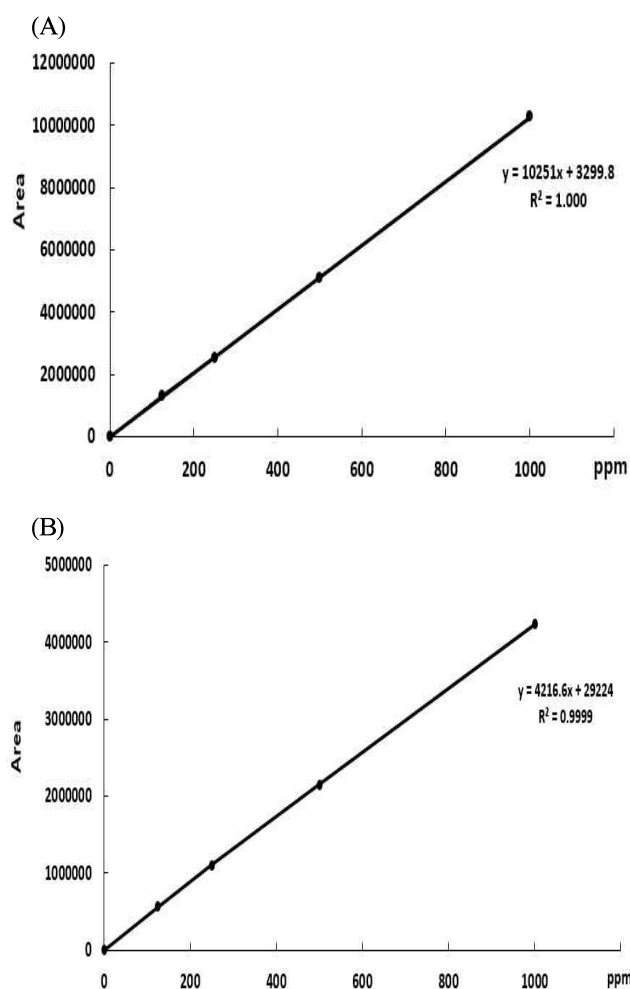 (A)
12000000
10000000
8000000
6000000
4000000
2000000
0
Area
y = 10251x + 3299.8
R² = 1.000
0 200 400 600 800 1000 ppm
(B)
5000000
4000000
3000000
2000000
1000000
0
Area
y = 4216.6x + 29224
R² = 0.9999
0 200 400 600 800 1000 ppm